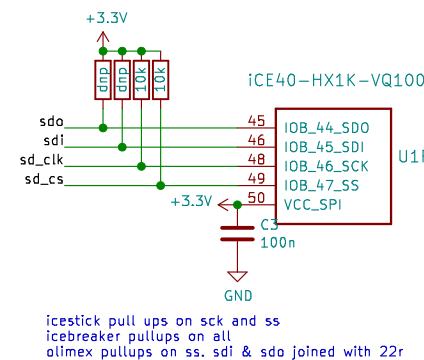 +3.3V
dnp
dnp
10k
10k
iCE40-HX1K-VQ100
sdo
45
IOB_44_SDO
sdi
46
IOB_45_SDI
sd_clk
48
IOB_46_SCK
sd_cs
49
IOB_47_SS
+3.3V
50
VCC_SPI
C3
100n
GND
icestick pull ups on sck and ss
icebreaker pullups on all
olimex pullups on ss. sdi & sdo joined with 22r